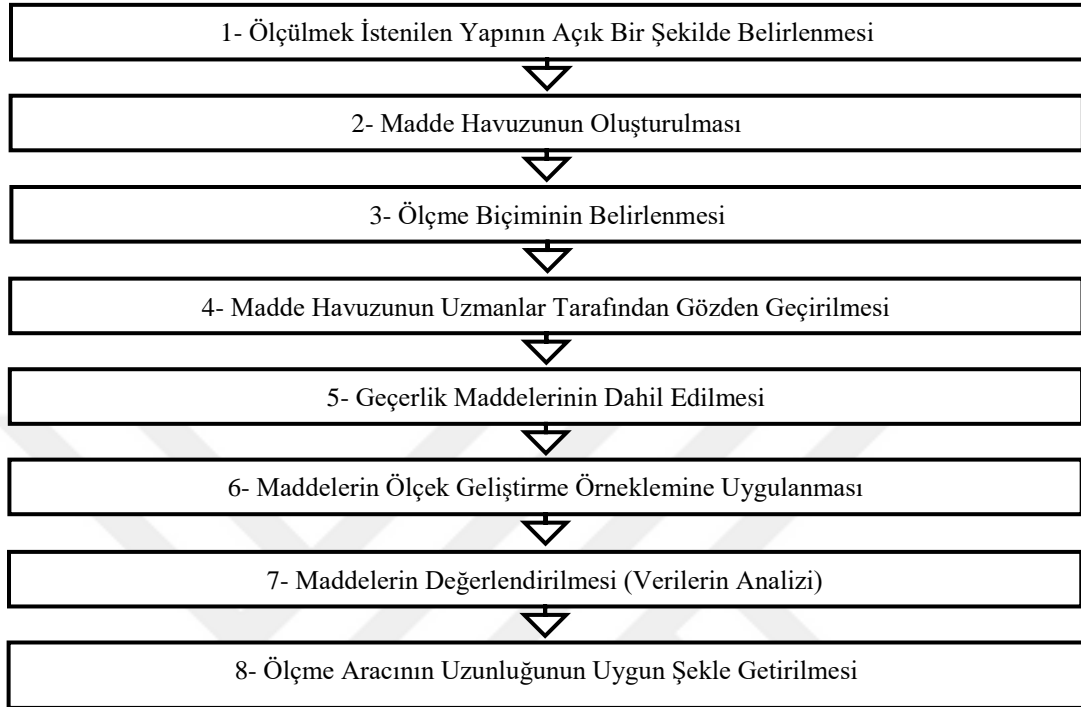 1- Ölçülmek İstenilen Yapının Açık Bir Şekilde Belirlenmesi
2- Madde Havuzunun Oluşturulması
3- Ölçme Biçiminin Belirlenmesi
4- Madde Havuzunun Uzmanlar Tarafından Gözden Geçirilmesi
5- Geçerlik Maddelerinin Dahil Edilmesi
6- Maddelerin Ölçek Geliştirme Örneklemine Uygulanması
7- Maddelerin Değerlendirilmesi (Verilerin Analizi)
8- Ölçme Aracının Uzunluğunun Uygun Şekle Getirilmesi